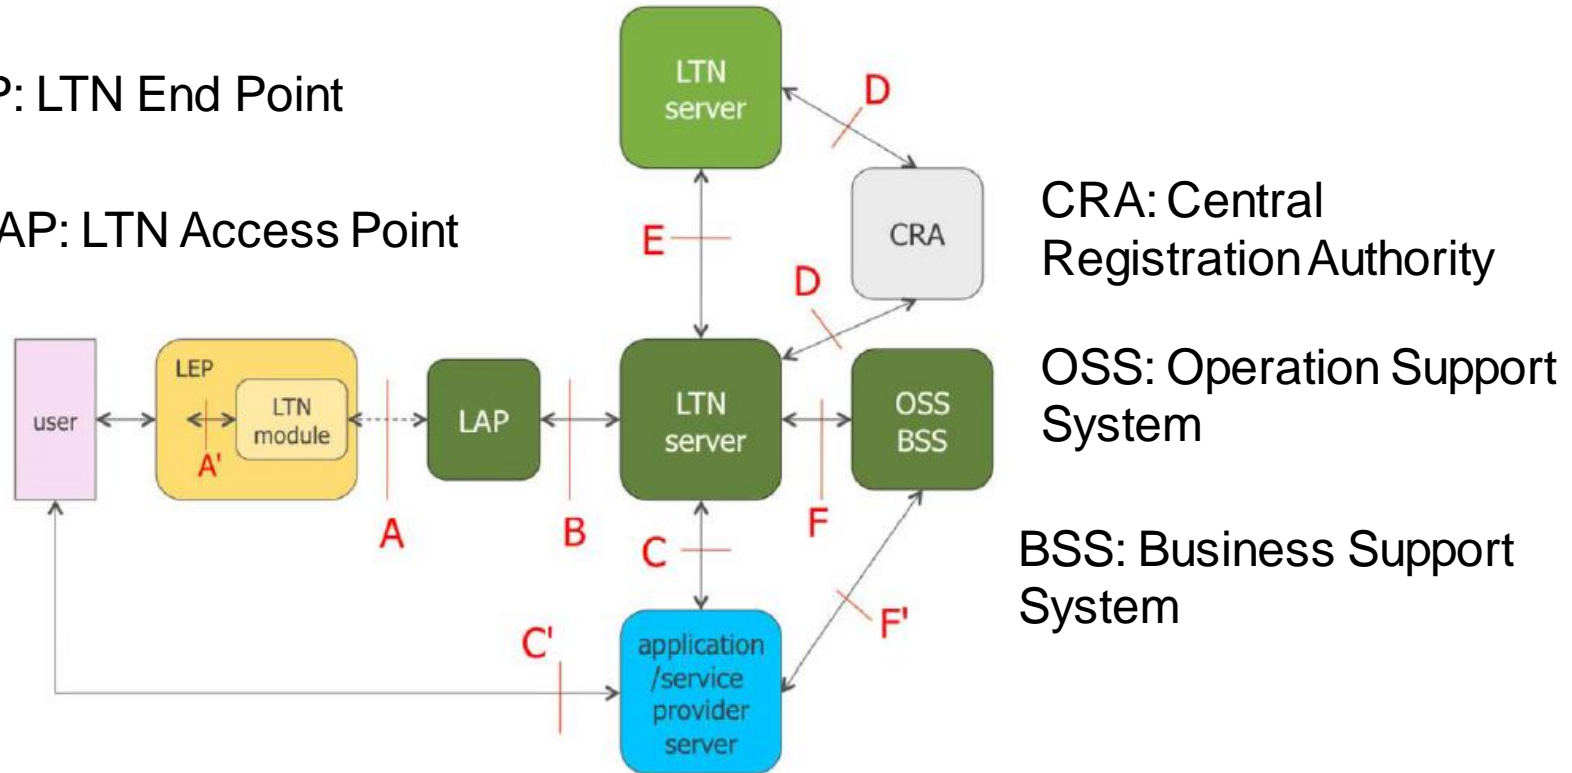 P: LTN End Point
AP: LTN Access Point
LTN
server
D
CRA
E
D
CRA: Central
Registration Authority
OSS: Operation Support
System
BSS: Business Support
System
user
LEP
LTN
module
A'
A
LAP
B
LTN
server
F
OSS
BSS
C
F'
C'
application
/service
provider
server